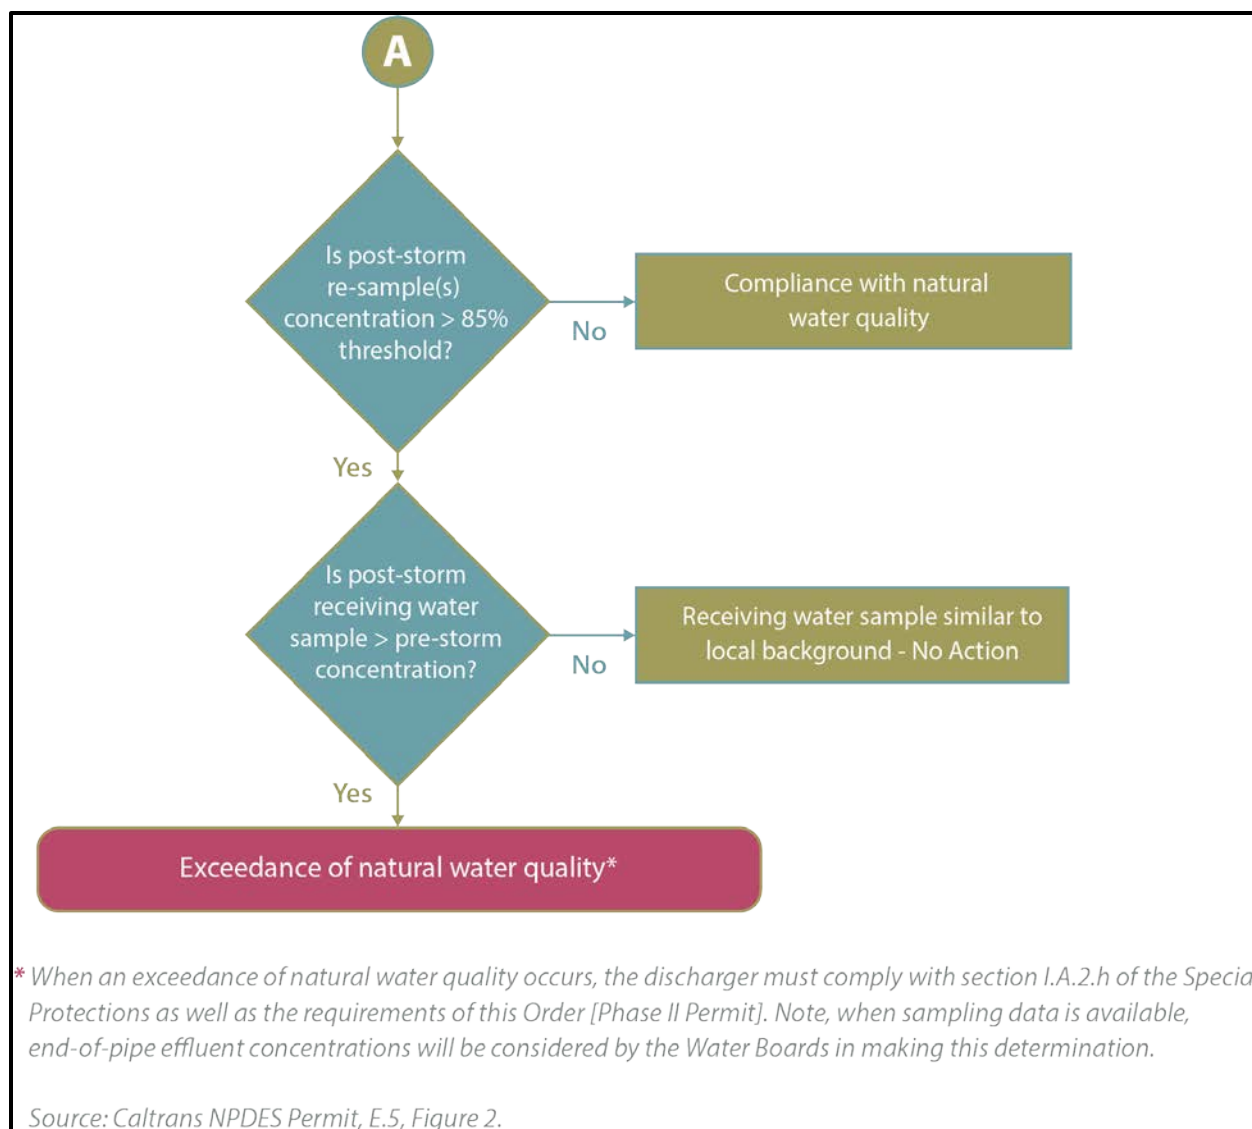 A
Is post-storm
re-sample(s)
concentration > 85%
threshold?
No
Compliance with natural
water quality
Yes
Is post-storm
receiving water
sample > pre-storm
concentration?
No
Receiving water sample similar to
local background - No Action
Yes
Exceedance of natural water quality*
* When an exceedance of natural water quality occurs, the discharger must comply with section I.A.2.h of the Specia
Protections as well as the requirements of this Order [Phase II Permit]. Note, when sampling data is available,
end-of-pipe effluent concentrations will be considered by the Water Boards in making this determination.
Source: Caltrans NPDES Permit, E.5, Figure 2.